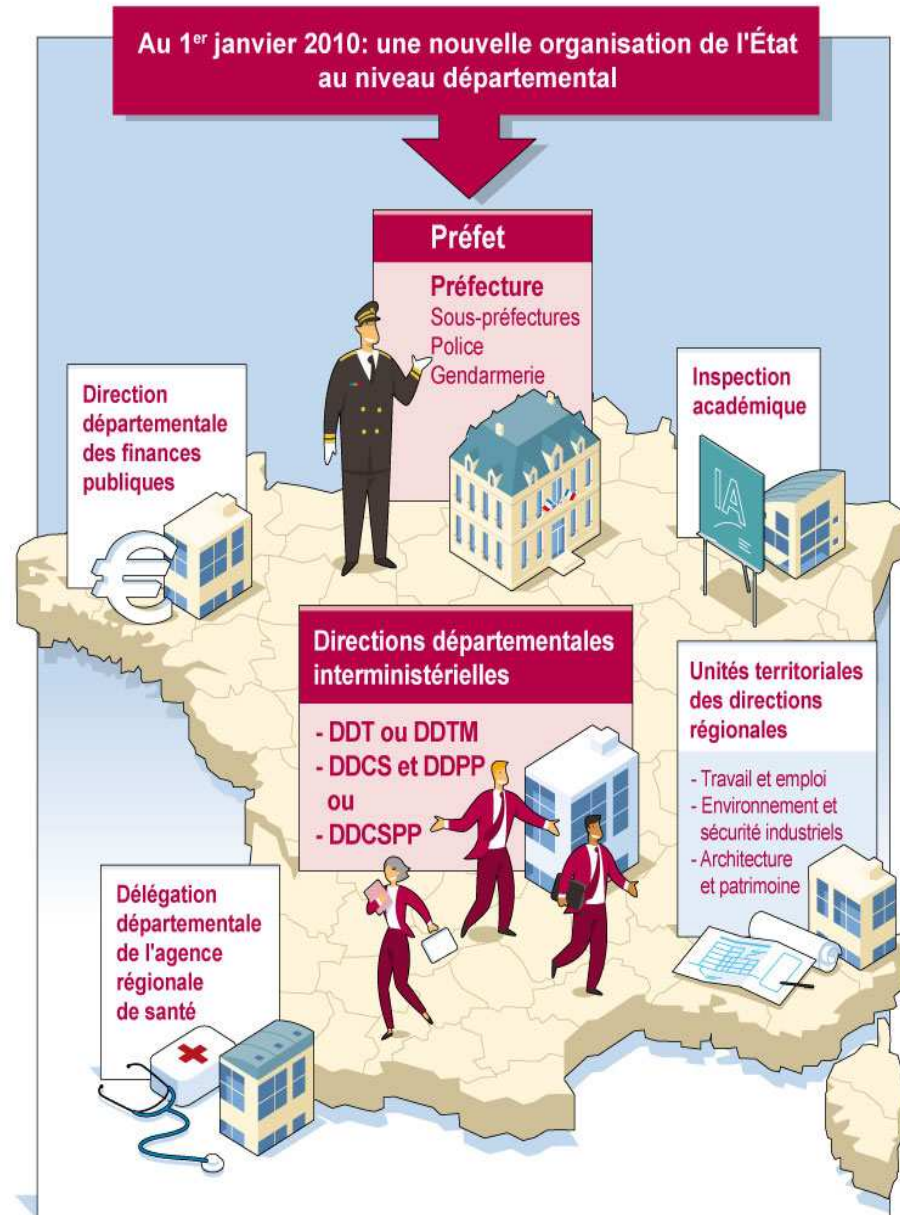 Au 1er janvier 2010: une nouvelle organisation de l'État
au niveau départemental
Préfet
Préfecture
Sous-préfectures
Police
Gendarmerie
Direction
départementale
des finances
publiques
Inspection
académique
IA
Directions départementales
interministérielles
- DDT ou DDTM
- DDCS et DDPP
ou
- DDCSPP
Unités territoriales
des directions
régionales
- Travail et emploi
- Environnement et
sécurité industriels
- Architecture
et patrimoine
Délégation
départementale
de l'agence
régionale
de santé